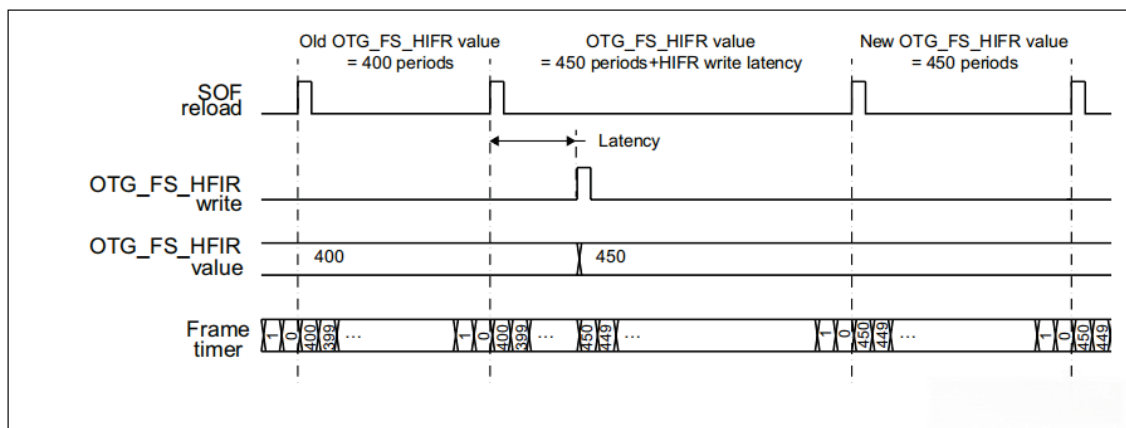 Old OTG_FS_HIFR value
= 400 periods
OTG_FS_HIFR value
= 450 periods+HIFR write latency
New OTG_FS_HIFR value
= 450 periods
SOF
reload
Latency
OTG_FS_HFIR
write
OTG_FS_HFIR
value
400
450
Frame
timer
1 0 400 399 ... 1 0 400 399 ... 450 449 ... 1 0 450 449 ... 1 0 450 449